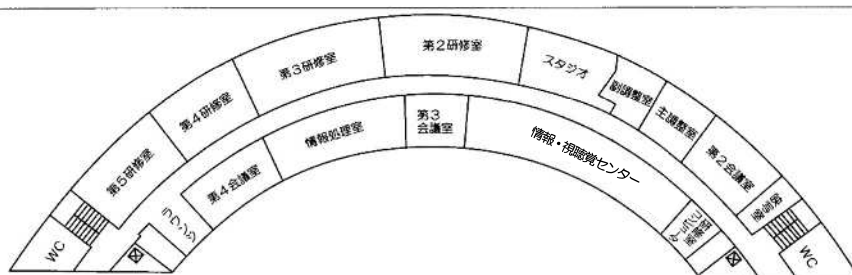 第2研修室
第3研修室
スタジオ
第4研修室
副調整室
主調整室
第3
会議室
情報処理室
情報・視聴覚センター
第5研修室
第4会議室
第2会議室
WC
WC